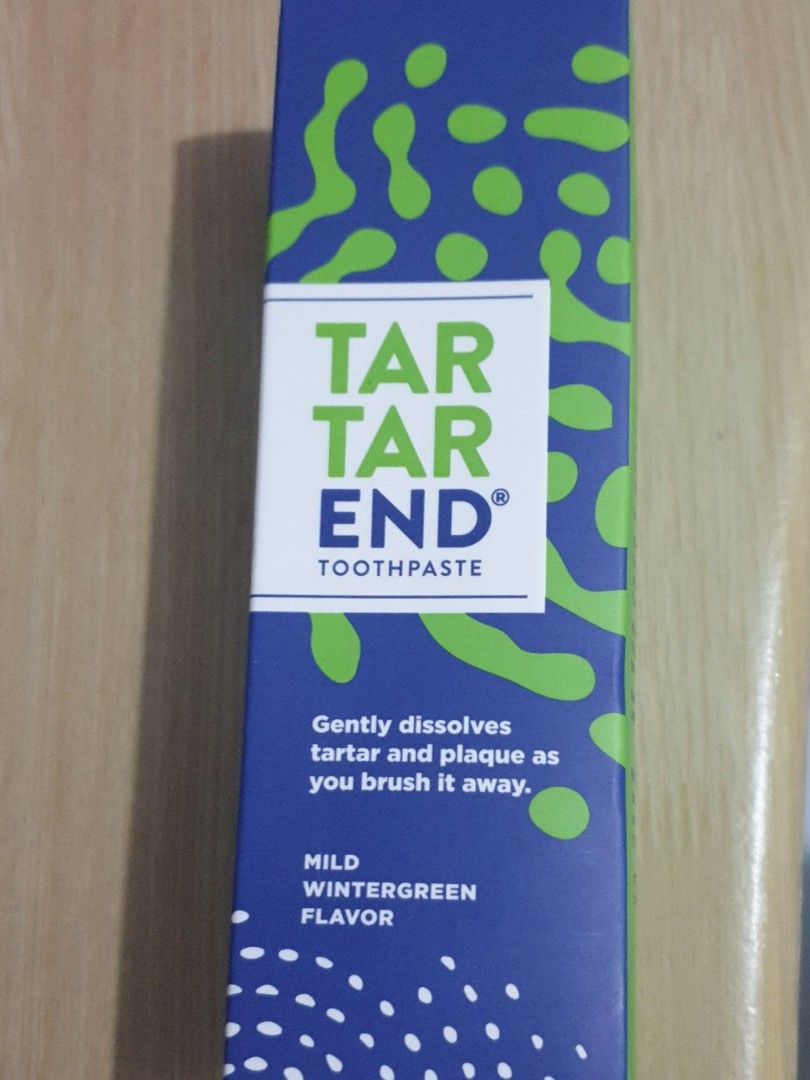 TAR
TAR
END®
TOOTHPASTE
Gently dissolves
tartar and plaque as
you brush it away.
MILD
WINTERGREEN
FLAVOR